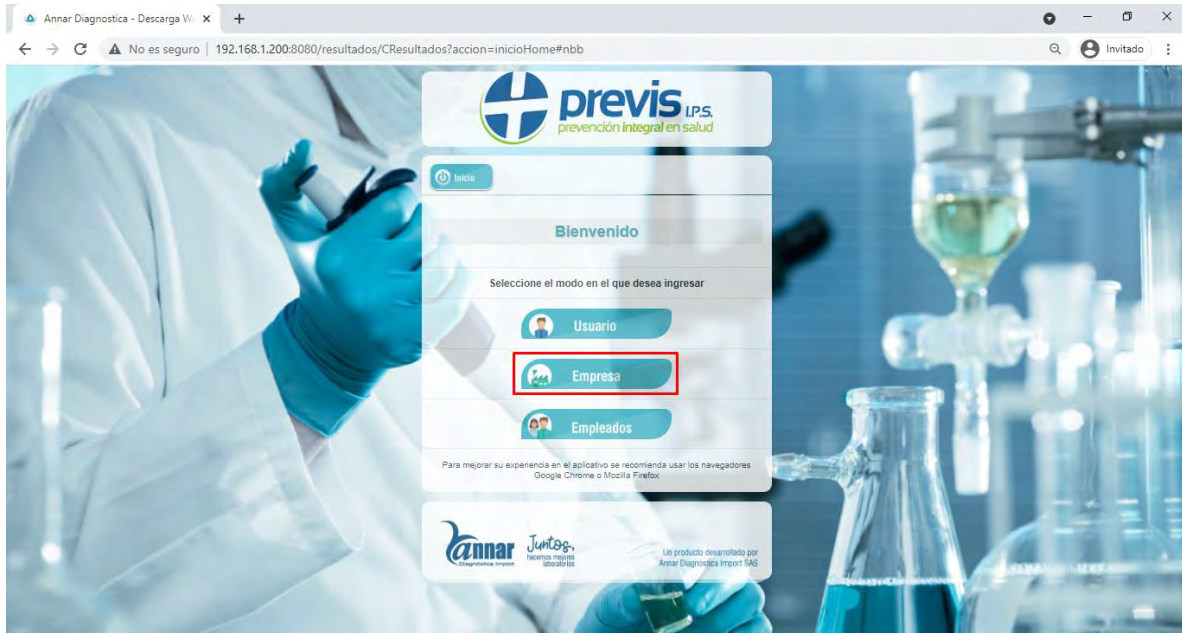 Annar Diagnostica - Descarga W
No es seguro | 192.168.1.200:8080/resultados/CResultados?accion=inicioHome#nbb
Invitado
previs I.P.S.
prevención integral en salud
Inicio
Bienvenido
Seleccione el modo en el que desea ingresar
Usuario
Empresa
Empleados
Para mejorar su experiencia en el aplicativo se recomienda usar los navegadores
Google Chrome o Mozilla Firefox
annar
Diagnóstica Import
Juntos,
hacemos mejores
laboratorios
Un producto desarrollado por
Annar Diagnóstica Import SAS